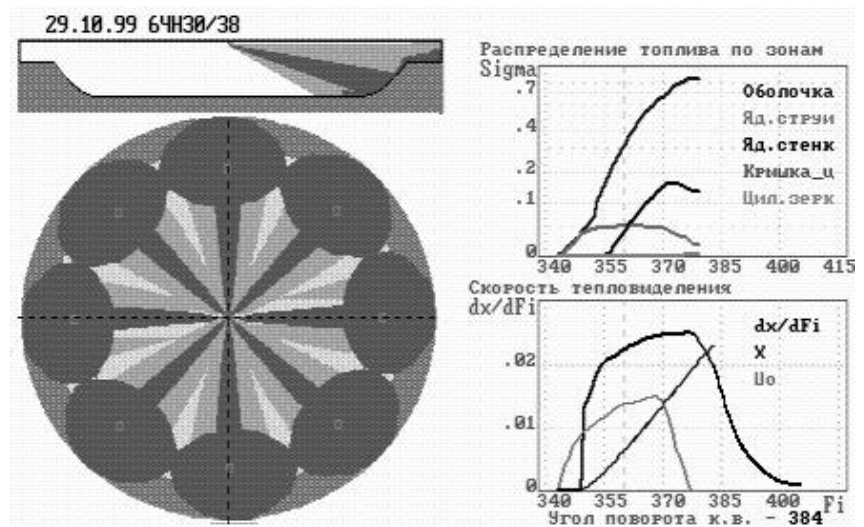 29.10.99 6ЧН30/38
Распределение топлива по зонам
Sigma
.7
.4
.2
.1
0
Оболочка
Яд.струи
Яд.стенк
Крышка_ц
Цил.зерк
340 355 370 385 400 415
Скорость тепловыделения
dx/dFi
.02
.01
0
dx/dFi
X
Uo
340 355 370 385 400 Fi
Угол поворота к.в. - 384